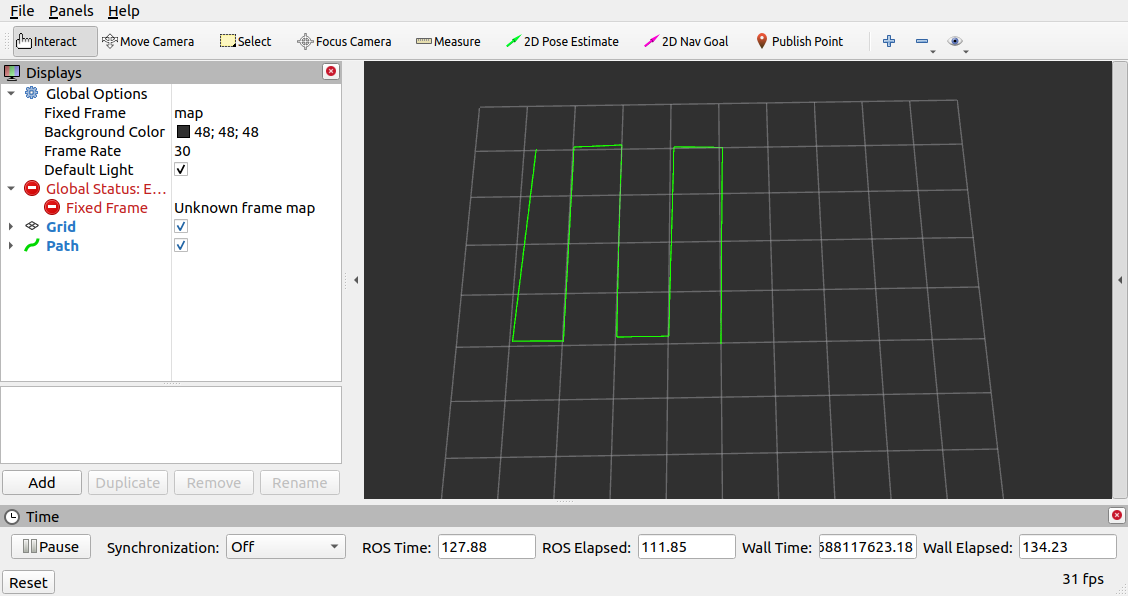 File Panels Help
Interact Move Camera Select Focus Camera Measure 2D Pose Estimate 2D Nav Goal Publish Point
Displays
Global Options
Fixed Frame map
Background Color 48; 48; 48
Frame Rate 30
Default Light
Global Status: E...
Fixed Frame Unknown frame map
Grid
Path
Add Duplicate Remove Rename
Time
Pause Synchronization: Off ROS Time: 127.88 ROS Elapsed: 111.85 Wall Time: 688117623.18 Wall Elapsed: 134.23
Reset 31 fps